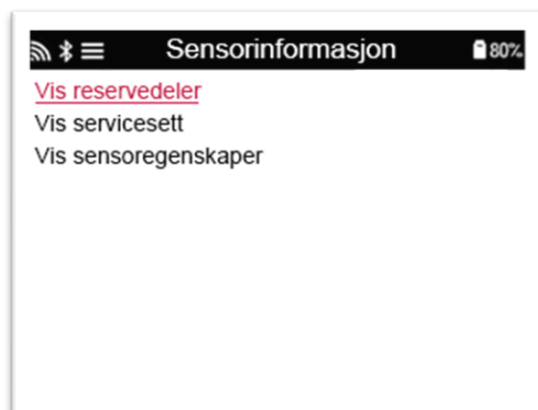 Sensorinformasjon 80%
Vis reservedeler
Vis servicesett
Vis sensoregenskaper